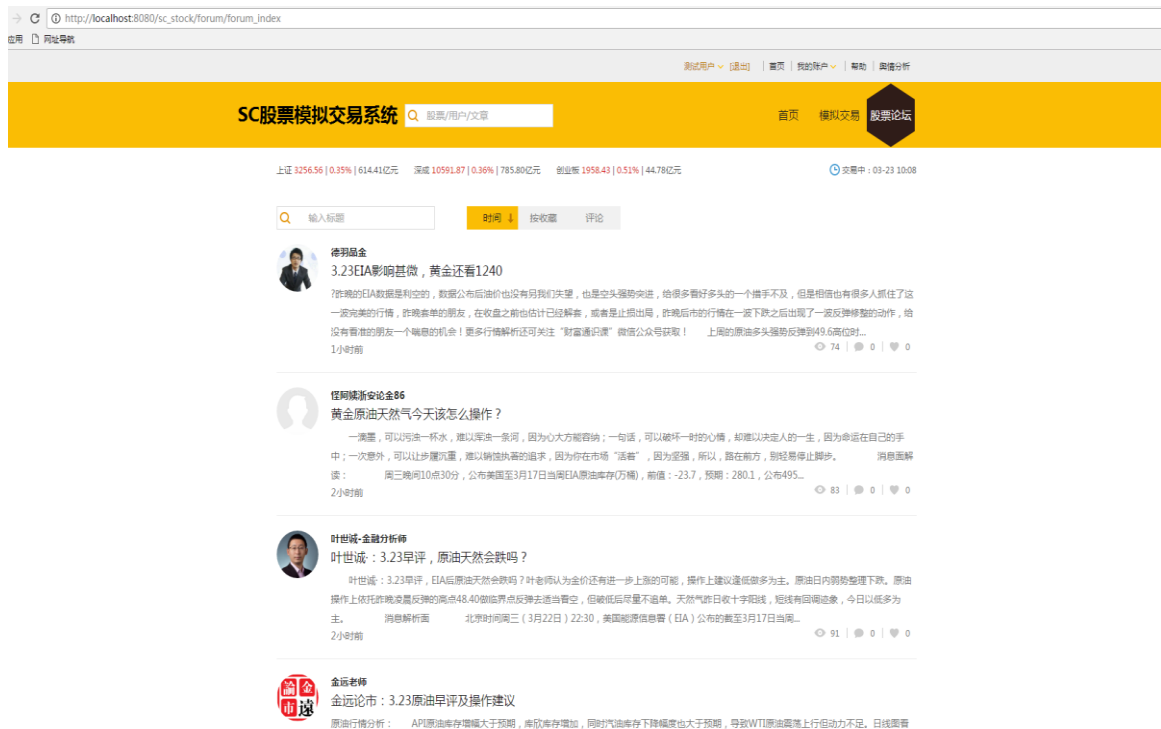 http://localhost:8080/sc_stock/forum/forum_index
应用 网址导航
测试用户 [退出] | 首页 | 我的账户 | 帮助 | 舆情分析
SC股票模拟交易系统 股票/用户/文章 首页 模拟交易 股票论坛
上证 3256.56 | 0.35% | 614.41亿元 深成 10591.87 | 0.36% | 785.80亿元 创业板 1958.43 | 0.51% | 44.78亿元 交易中：03-23 10:08
输入标题 时间 ↓ 按收藏 评论
德羽品金
3.23EIA影响甚微，黄金还看1240
?昨晚的EIA数据是利空的，数据公布后油价也没有另我们失望，也是空头强势突进，给很多看好多头的一个措手不及，但是相信也有很多人抓住了这
一波完美的行情，昨晚套单的朋友，在收盘之前也估计已经解套，或者是止损出局，昨晚后市的行情在一波下跌之后出现了一波反弹修整的动作，给
没有看准的朋友一个喘息的机会！更多行情解析还可关注“财富通识课”微信公众号获取！ 上周的原油多头强势反弹到49.6高位时...
1小时前 74 | 0 | 0
怪阿姨浙安论金86
黄金原油天然气今天该怎么操作？
一滴墨，可以污浊一杯水，难以浑浊一条河，因为心大方能容纳；一句话，可以破坏一时的心情，却难以决定人的一生，因为命运在自己的手
中；一次意外，可以让步履沉重，难以销蚀执著的追求，因为你在市场“活着”，因为坚强，所以，路在前方，别轻易停止脚步。 消息面解
读： 周三晚间10点30分，公布美国至3月17日当周EIA原油库存(万桶)，前值：-23.7，预期：280.1，公布495...
2小时前 83 | 0 | 0
叶世诚-金融分析师
叶世诚·：3.23早评，原油天然会跌吗？
叶世诚·：3.23早评，EIA后原油天然会跌吗？叶老师认为金价还有进一步上涨的可能，操作上建议逢低做多为主。原油日内弱势整理下跌。原油
操作上依托昨晚凌晨反弹的高点48.40做临界点反弹去适当看空，但破低后尽量不追单。天然气昨日收十字阳线，短线有回调迹象，今日以低多为
主。 消息解析面 北京时间周三（3月22日）22:30，美国能源信息署（EIA）公布的截至3月17日当周...
2小时前 91 | 0 | 0
金远老师
金远论市：3.23原油早评及操作建议
論金
市遠
原油行情分析： API原油库存增幅大于预期，库欣库存增加，同时汽油库存下降幅度也大于预期，导致WTI原油震荡上行但动力不足。日线图看